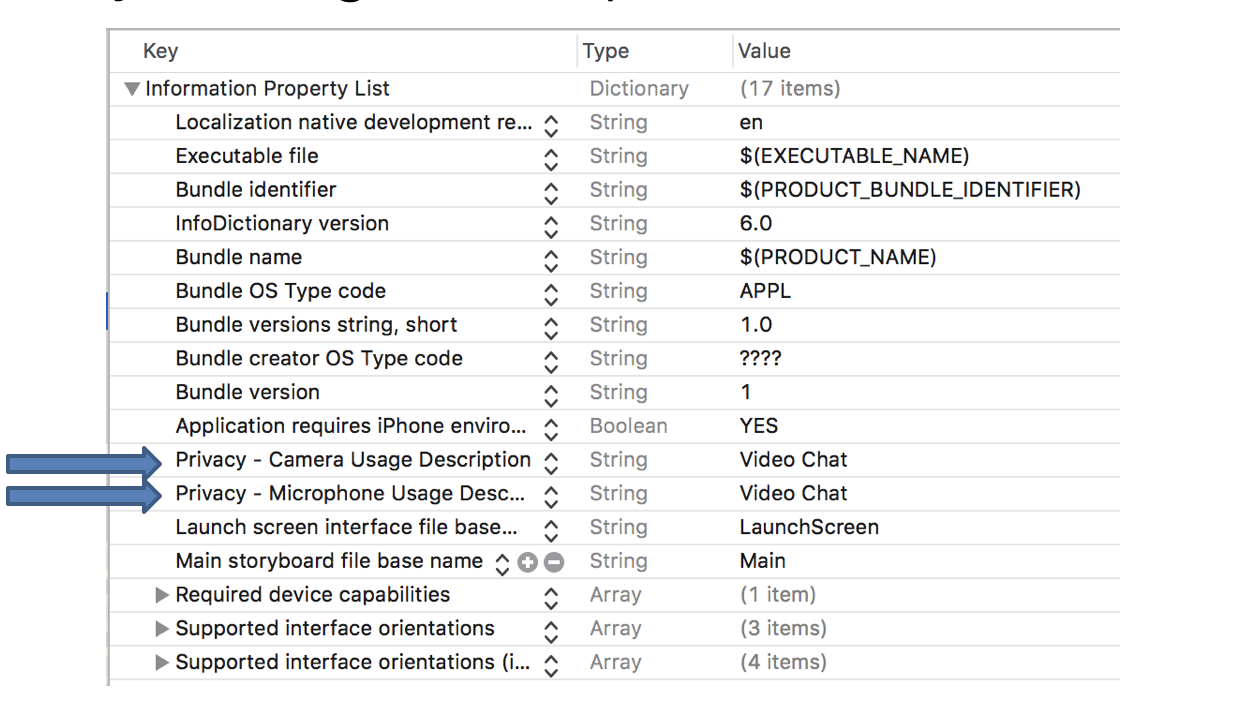 Key Type Value
Information Property List Dictionary (17 items)
Localization native development re... String en
Executable file String $(EXECUTABLE_NAME)
Bundle identifier String $(PRODUCT_BUNDLE_IDENTIFIER)
InfoDictionary version String 6.0
Bundle name String $(PRODUCT_NAME)
Bundle OS Type code String APPL
Bundle versions string, short String 1.0
Bundle creator OS Type code String ????
Bundle version String 1
Application requires iPhone enviro... Boolean YES
Privacy - Camera Usage Description String Video Chat
Privacy - Microphone Usage Desc... String Video Chat
Launch screen interface file base... String LaunchScreen
Main storyboard file base name String Main
Required device capabilities Array (1 item)
Supported interface orientations Array (3 items)
Supported interface orientations (i... Array (4 items)